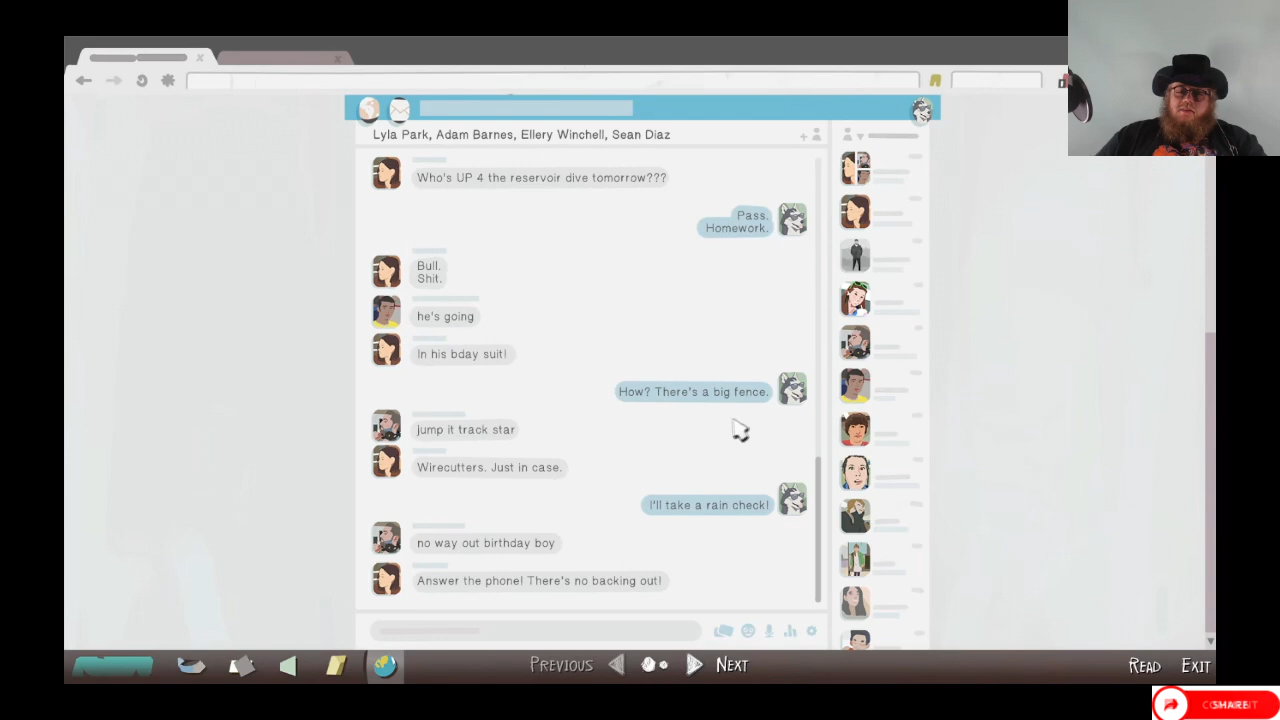 Lyla Park, Adam Barnes, Ellery Winchell, Sean Diaz
Who's UP 4 the reservoir dive tomorrow???
Pass.
Homework.
Bull.
Shit.
he's going
In his bday suit!
How? There's a big fence.
jump it track star
Wirecutters. Just in case.
I'll take a rain check!
no way out birthday boy
Answer the phone! There's no backing out!
PREVIOUS
NEXT
READ
EXIT
SHARE